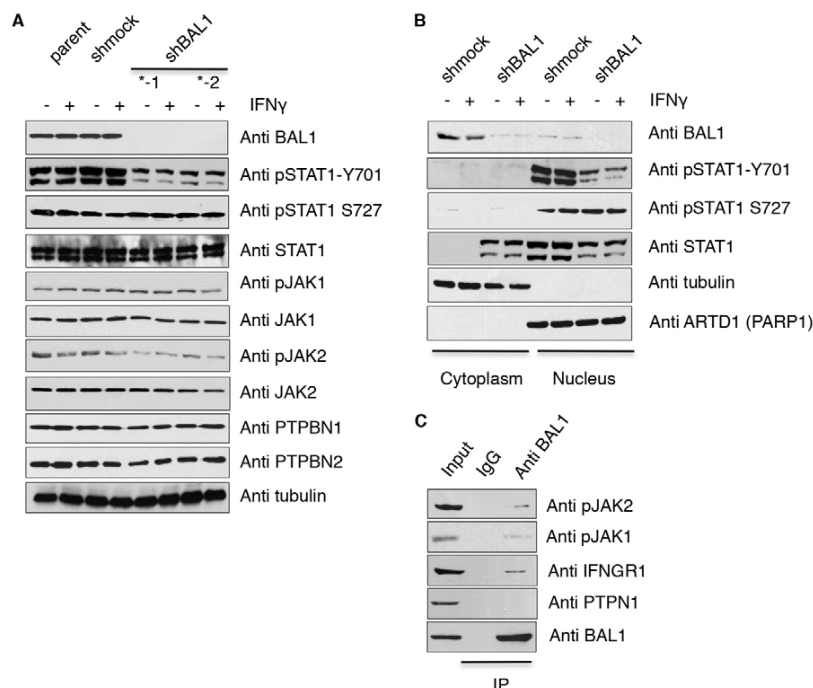 A
parent
shmock
shBAL1
*-1
*-2
- + - + - + - + IFNγ
Anti BAL1
Anti pSTAT1-Y701
Anti pSTAT1 S727
Anti STAT1
Anti pJAK1
Anti JAK1
Anti pJAK2
Anti JAK2
Anti PTPBN1
Anti PTPBN2
Anti tubulin
B
shmock
shBAL1
shmock
shBAL1
- + - + - + - + IFNγ
Anti BAL1
Anti pSTAT1-Y701
Anti pSTAT1 S727
Anti STAT1
Anti tubulin
Anti ARTD1 (PARP1)
Cytoplasm Nucleus
C
Input
IgG
Anti BAL1
Anti pJAK2
Anti pJAK1
Anti IFNGR1
Anti PTPN1
Anti BAL1
IP